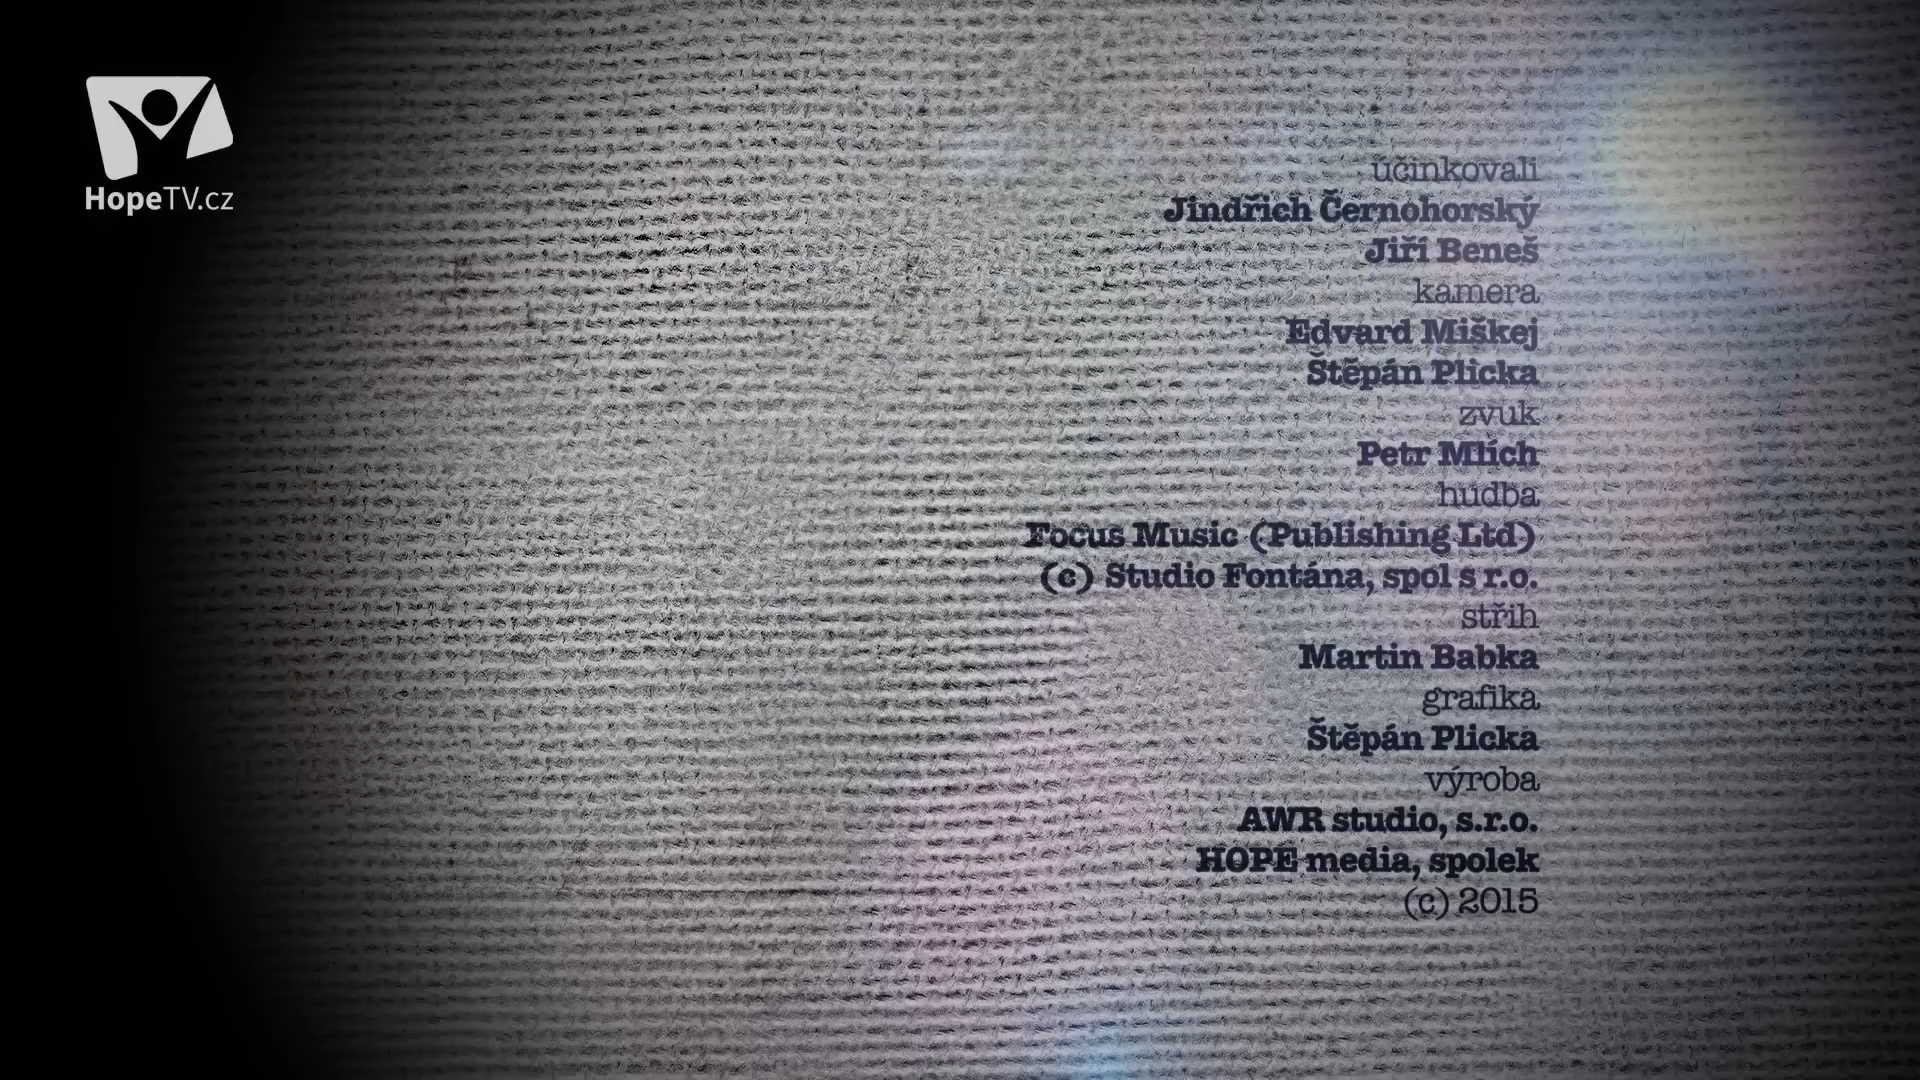 HopeTV.cz
účinkovali
Jindřich Černohorský
Jiří Beneš
kamera
Edvard Miškej
Štěpán Plicka
zvuk
Petr Mlích
hudba
Focus Music (Publishing Ltd)
(c) Studio Fontána, spol s r.o.
střih
Martin Babka
grafika
Štěpán Plicka
výroba
AWR studio, s.r.o.
HOPE media, spolek
(c) 2015